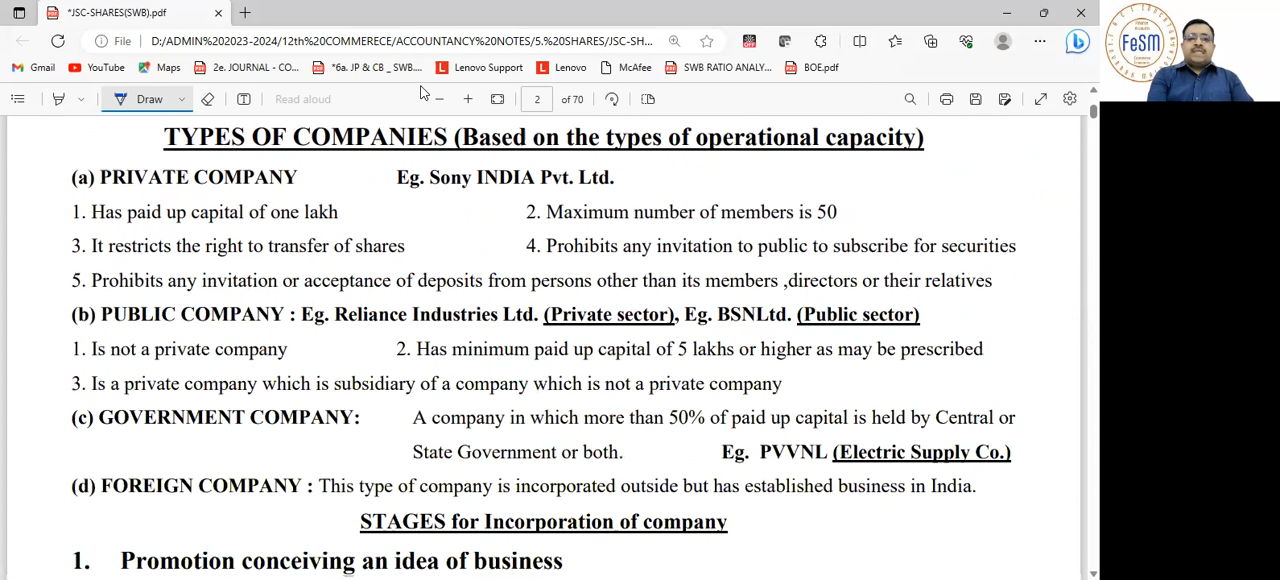 *JSC-SHARES(SWB).pdf
File D:/ADMIN%202023-2024/12th%20COMMERECE/ACCOUNTANCY%20NOTES/5.%20SHARES/JSC-SH...
Gmail YouTube Maps 2e. JOURNAL - CO... *6a. JP & CB _ SWB.... Lenovo Support Lenovo McAfee SWB RATIO ANALY... BOE.pdf
Draw Read aloud 2 of 70
FeSM
TYPES OF COMPANIES (Based on the types of operational capacity)
(a) PRIVATE COMPANY Eg. Sony INDIA Pvt. Ltd.
1. Has paid up capital of one lakh 2. Maximum number of members is 50
3. It restricts the right to transfer of shares 4. Prohibits any invitation to public to subscribe for securities
5. Prohibits any invitation or acceptance of deposits from persons other than its members ,directors or their relatives
(b) PUBLIC COMPANY : Eg. Reliance Industries Ltd. (Private sector), Eg. BSNLtd. (Public sector)
1. Is not a private company 2. Has minimum paid up capital of 5 lakhs or higher as may be prescribed
3. Is a private company which is subsidiary of a company which is not a private company
(c) GOVERNMENT COMPANY: A company in which more than 50% of paid up capital is held by Central or
State Government or both. Eg. PVVNL (Electric Supply Co.)
(d) FOREIGN COMPANY : This type of company is incorporated outside but has established business in India.
STAGES for Incorporation of company
1. Promotion conceiving an idea of business